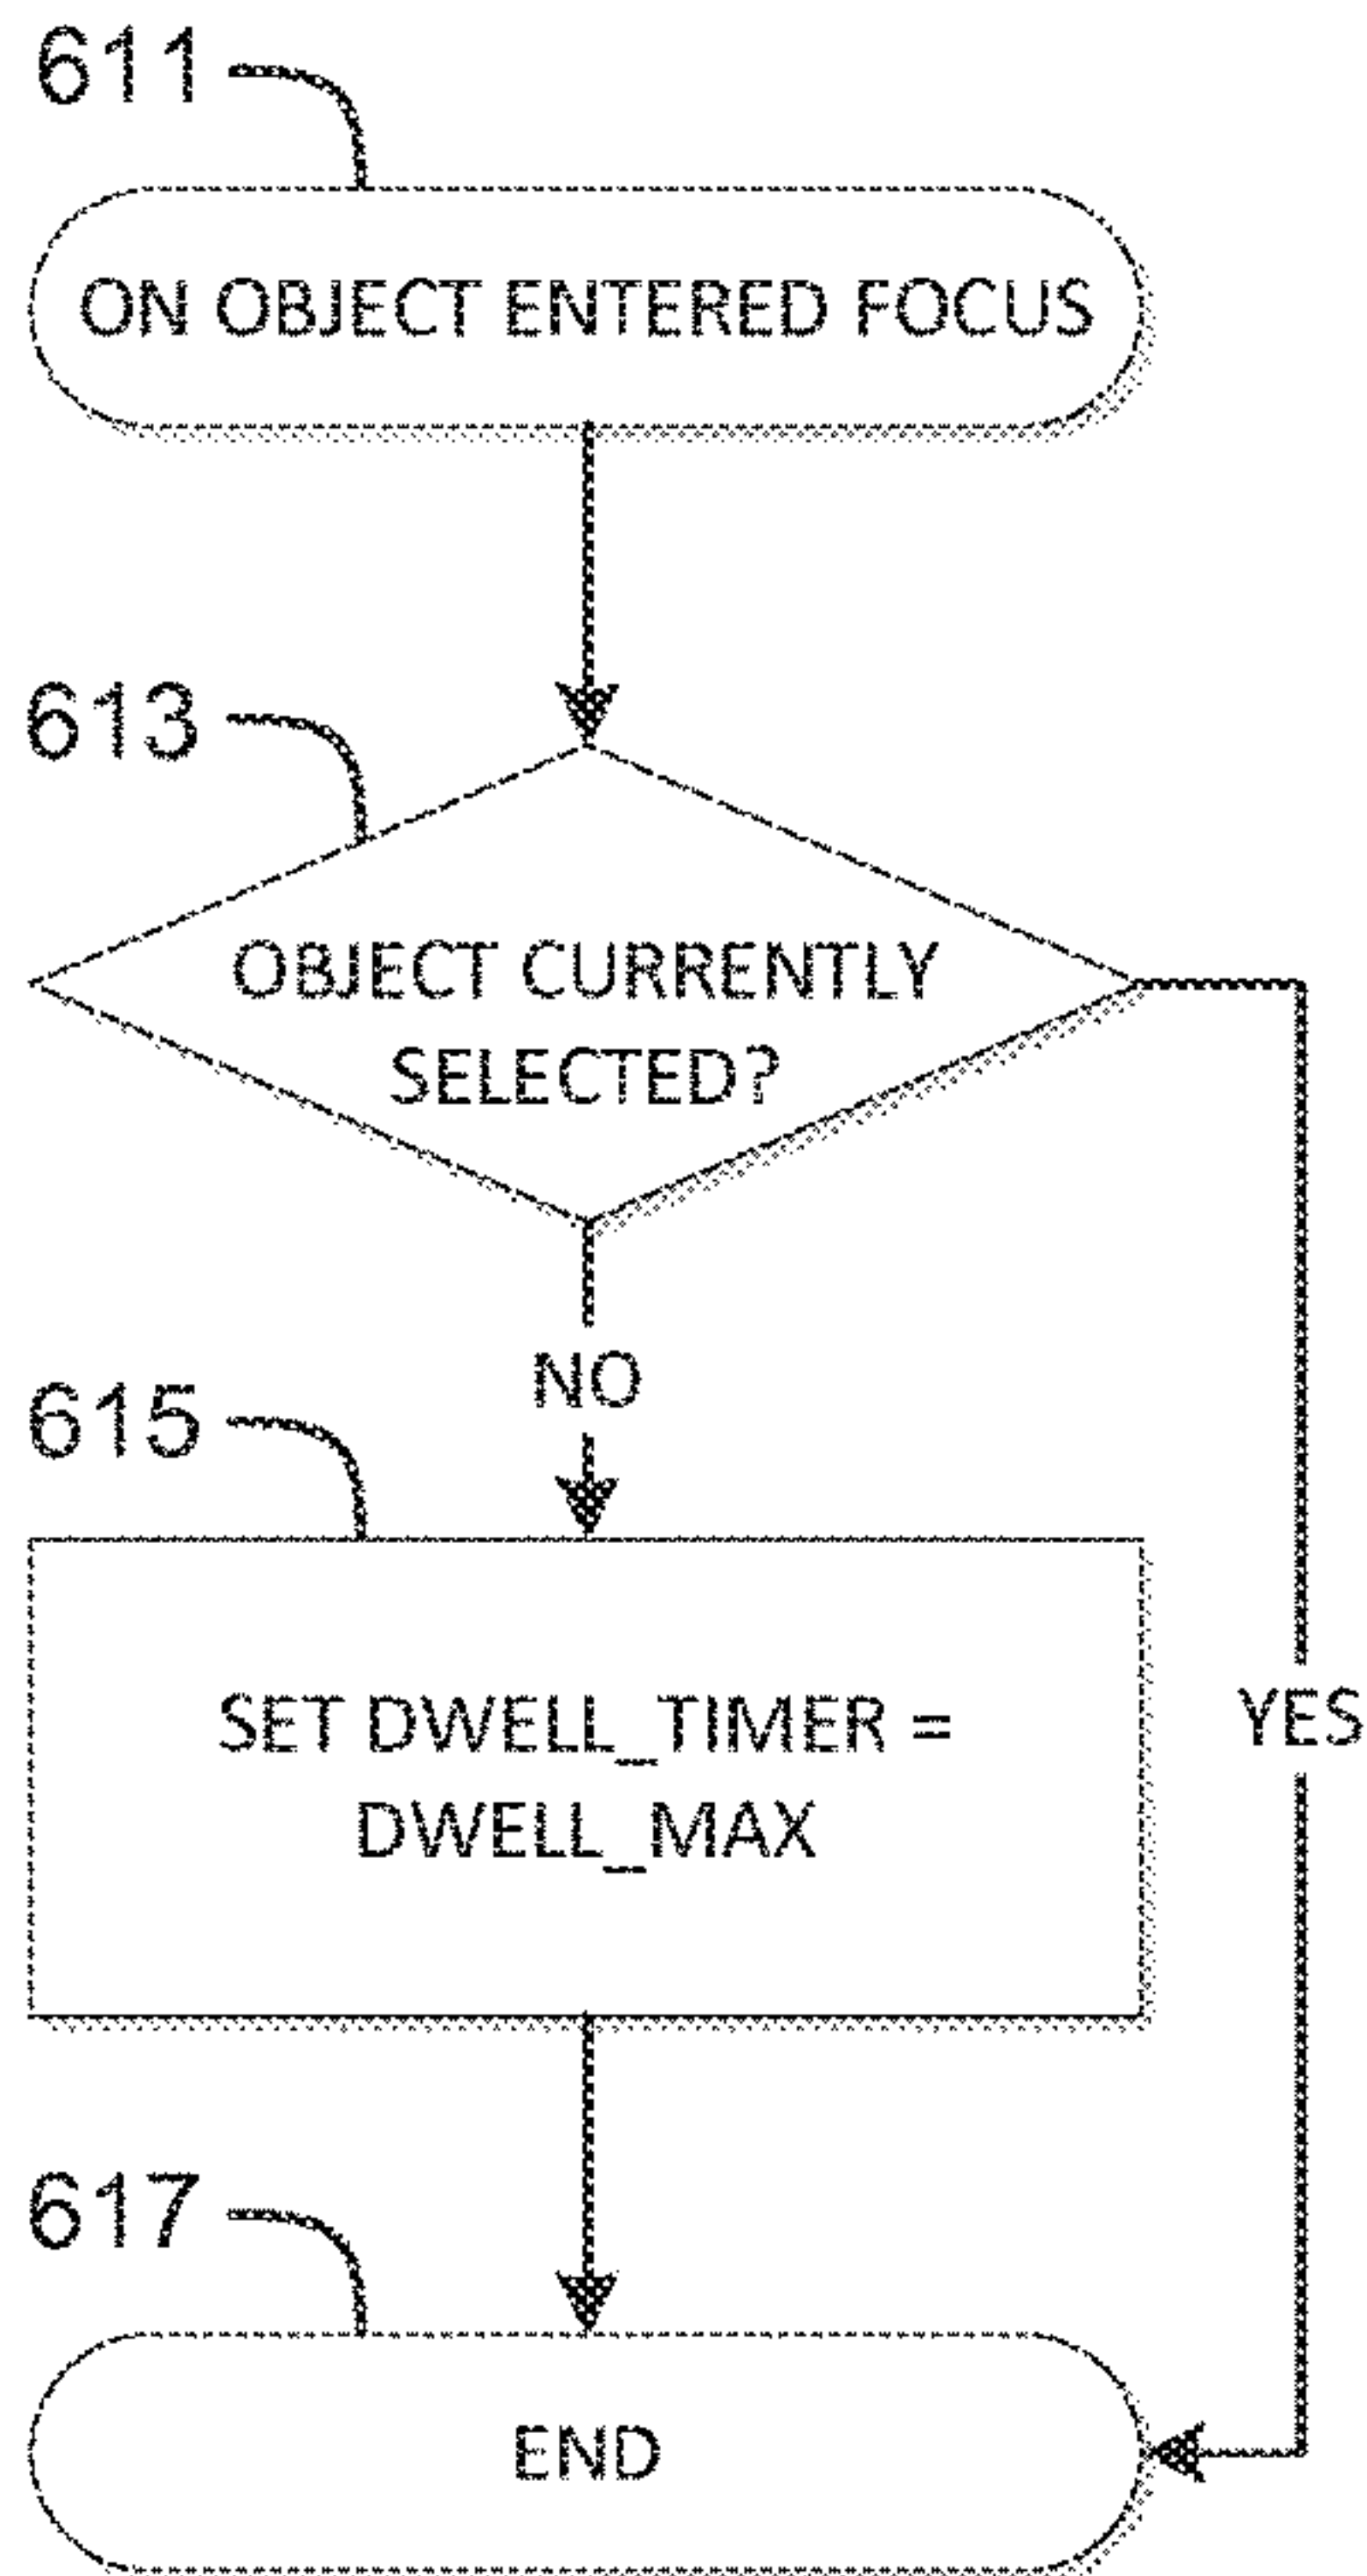 611
ON OBJECT ENTERED FOCUS
613
OBJECT CURRENTLY
SELECTED?
NO
615
SET DWELL_TIMER =
DWELL_MAX
YES
617
END